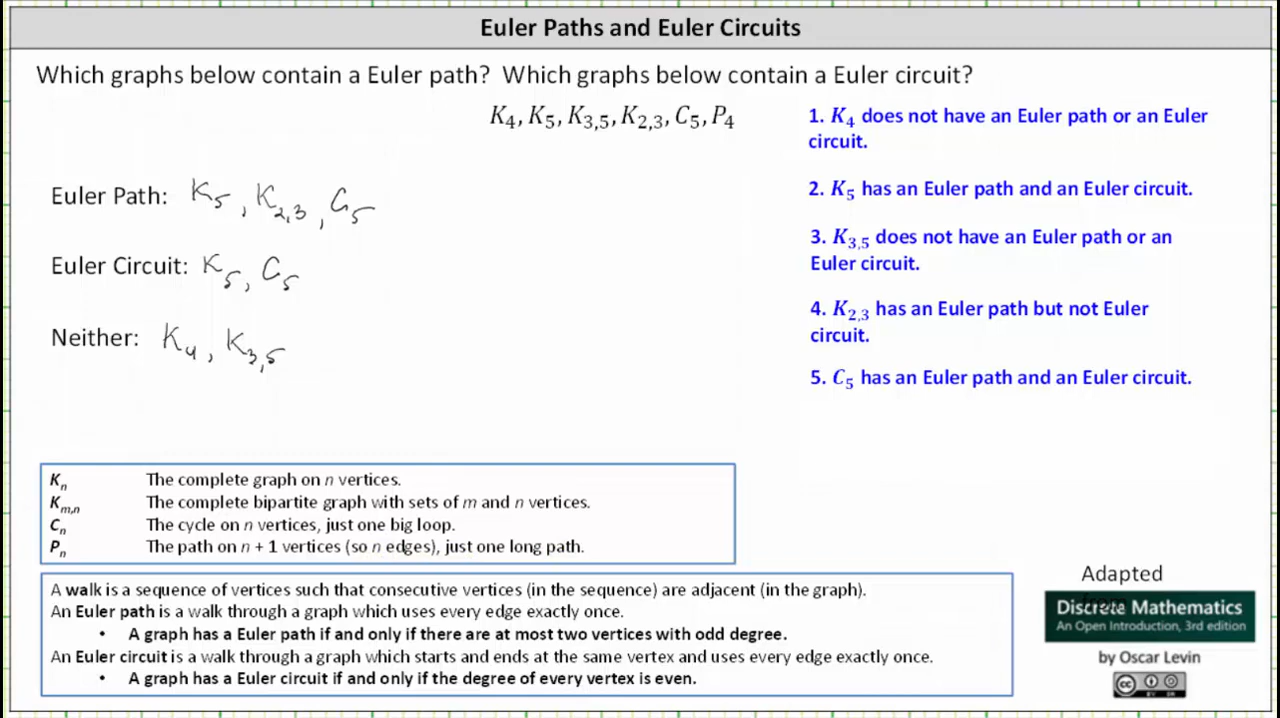 Euler Paths and Euler Circuits
Which graphs below contain a Euler path? Which graphs below contain a Euler circuit?
K₄, K₅, K₃,₅, K₂,₃, C₅, P₄
Euler Path: K₅, K₂,₃, C₅
Euler Circuit: K₅, C₅
Neither: K₄, K₃,₅
1. K₄ does not have an Euler path or an Euler
circuit.
2. K₅ has an Euler path and an Euler circuit.
3. K₃,₅ does not have an Euler path or an
Euler circuit.
4. K₂,₃ has an Euler path but not Euler
circuit.
5. C₅ has an Euler path and an Euler circuit.
Kₙ The complete graph on n vertices.
Kₘ,ₙ The complete bipartite graph with sets of m and n vertices.
Cₙ The cycle on n vertices, just one big loop.
Pₙ The path on n + 1 vertices (so n edges), just one long path.
A walk is a sequence of vertices such that consecutive vertices (in the sequence) are adjacent (in the graph).
An Euler path is a walk through a graph which uses every edge exactly once.
• A graph has a Euler path if and only if there are at most two vertices with odd degree.
An Euler circuit is a walk through a graph which starts and ends at the same vertex and uses every edge exactly once.
• A graph has a Euler circuit if and only if the degree of every vertex is even.
Adapted
from
Discrete Mathematics
An Open Introduction, 3rd edition
by Oscar Levin
cc
BY SA